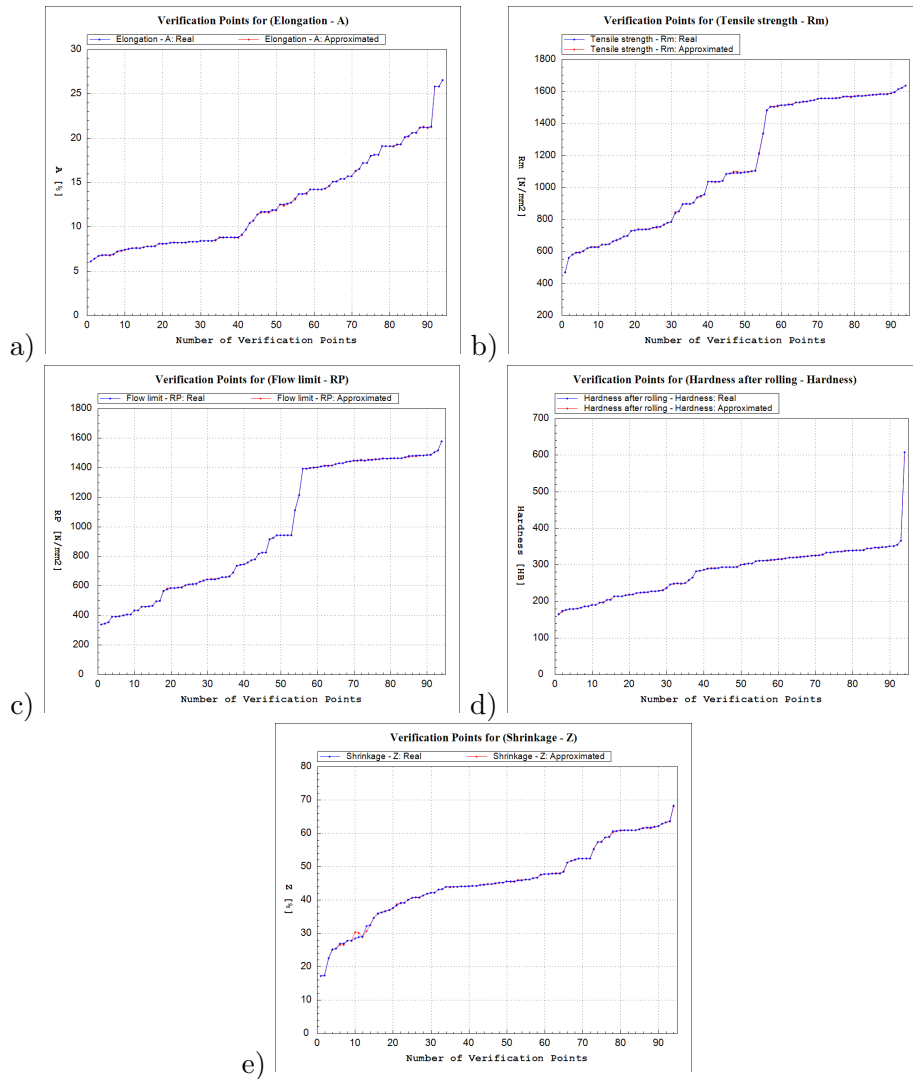 Verification Points for (Elongation - A)
Elongation - A: Real Elongation - A: Approximated
30
25
20
15
10
5
0
A [%]
0 10 20 30 40 50 60 70 80 90
Number of Verification Points
a)
Verification Points for (Tensile strength - Rm)
Tensile strength - Rm: Real
Tensile strength - Rm: Approximated
1800
1600
1400
1200
1000
800
600
400
200
Rm [N/mm2]
0 10 20 30 40 50 60 70 80 90
Number of Verification Points
b)
Verification Points for (Flow limit - RP)
Flow limit - RP: Real Flow limit - RP: Approximated
1800
1600
1400
1200
1000
800
600
400
200
0
RP [N/mm2]
0 10 20 30 40 50 60 70 80 90
Number of Verification Points
c)
Verification Points for (Hardness after rolling - Hardness)
Hardness after rolling - Hardness: Real
Hardness after rolling - Hardness: Approximated
700
600
500
400
300
200
100
0
Hardness [HB]
0 10 20 30 40 50 60 70 80 90
Number of Verification Points
d)
Verification Points for (Shrinkage - Z)
Shrinkage - Z: Real Shrinkage - Z: Approximated
80
70
60
50
40
30
20
10
0
Z [%]
0 10 20 30 40 50 60 70 80 90
Number of Verification Points
e)